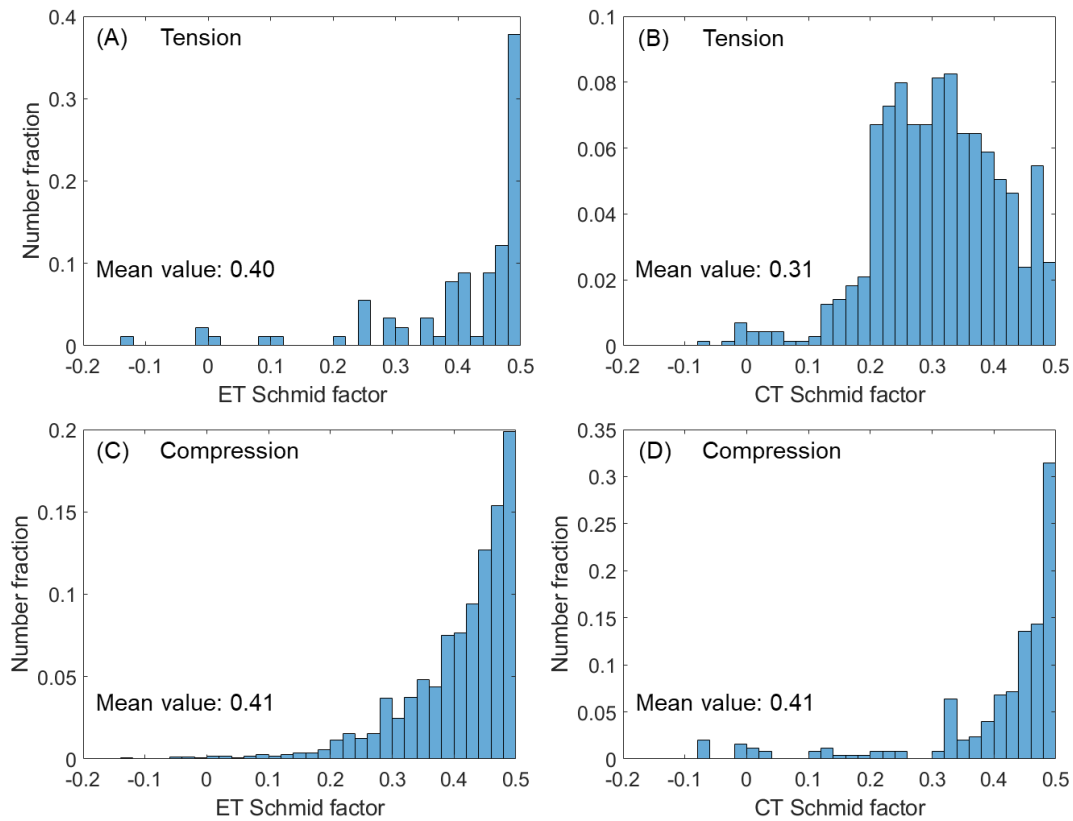 (A) Tension
0.4
0.3
0.2
0.1
0
Number fraction
Mean value: 0.40
-0.2 -0.1 0 0.1 0.2 0.3 0.4 0.5
ET Schmid factor
(B) Tension
0.1
0.08
0.06
0.04
0.02
0
Mean value: 0.31
-0.2 -0.1 0 0.1 0.2 0.3 0.4 0.5
CT Schmid factor
(C) Compression
0.2
0.15
0.1
0.05
0
Number fraction
Mean value: 0.41
-0.2 -0.1 0 0.1 0.2 0.3 0.4 0.5
ET Schmid factor
(D) Compression
0.35
0.3
0.25
0.2
0.15
0.1
0.05
0
Number fraction
Mean value: 0.41
-0.2 -0.1 0 0.1 0.2 0.3 0.4 0.5
CT Schmid factor